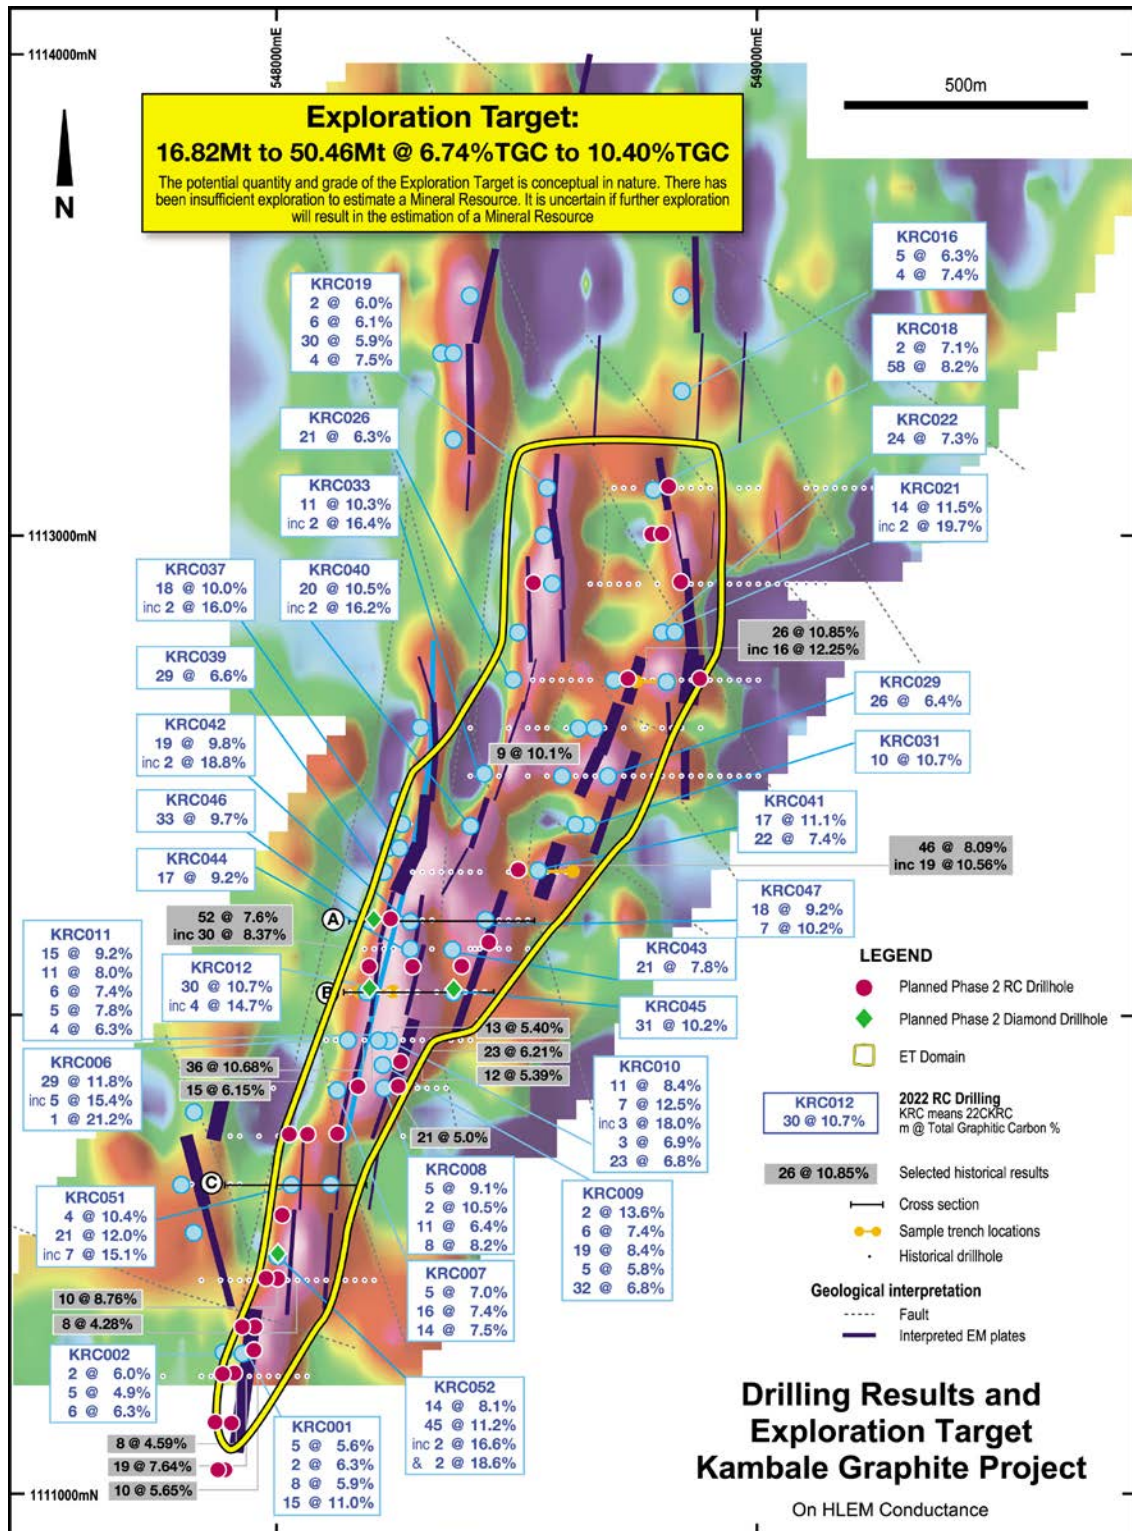 1114000mN
548000mE
549000mE
500m
N
Exploration Target:
16.82Mt to 50.46Mt @ 6.74%TGC to 10.40%TGC
The potential quantity and grade of the Exploration Target is conceptual in nature. There has
been insufficient exploration to estimate a Mineral Resource. It is uncertain if further exploration
will result in the estimation of a Mineral Resource
KRC016
5 @ 6.3%
4 @ 7.4%
KRC019
2 @ 6.0%
6 @ 6.1%
30 @ 5.9%
4 @ 7.5%
KRC018
2 @ 7.1%
58 @ 8.2%
KRC026
21 @ 6.3%
KRC022
24 @ 7.3%
KRC033
11 @ 10.3%
inc 2 @ 16.4%
KRC021
14 @ 11.5%
inc 2 @ 19.7%
1113000mN
KRC037
18 @ 10.0%
inc 2 @ 16.0%
KRC040
20 @ 10.5%
inc 2 @ 16.2%
26 @ 10.85%
inc 16 @ 12.25%
KRC039
29 @ 6.6%
KRC029
26 @ 6.4%
KRC042
19 @ 9.8%
inc 2 @ 18.8%
9 @ 10.1%
KRC031
10 @ 10.7%
KRC046
33 @ 9.7%
KRC041
17 @ 11.1%
22 @ 7.4%
KRC044
17 @ 9.2%
46 @ 8.09%
inc 19 @ 10.56%
52 @ 7.6%
inc 30 @ 8.37%
A
KRC047
18 @ 9.2%
7 @ 10.2%
KRC011
15 @ 9.2%
11 @ 8.0%
6 @ 7.4%
5 @ 7.8%
4 @ 6.3%
KRC012
30 @ 10.7%
inc 4 @ 14.7%
B
KRC043
21 @ 7.8%
KRC045
31 @ 10.2%
13 @ 5.40%
23 @ 6.21%
12 @ 5.39%
KRC006
29 @ 11.8%
inc 5 @ 15.4%
1 @ 21.2%
36 @ 10.68%
15 @ 6.15%
KRC010
11 @ 8.4%
7 @ 12.5%
inc 3 @ 18.0%
3 @ 6.9%
23 @ 6.8%
21 @ 5.0%
C
KRC008
5 @ 9.1%
2 @ 10.5%
11 @ 6.4%
8 @ 8.2%
KRC009
2 @ 13.6%
6 @ 7.4%
19 @ 8.4%
5 @ 5.8%
32 @ 6.8%
KRC051
4 @ 10.4%
21 @ 12.0%
inc 7 @ 15.1%
KRC007
5 @ 7.0%
16 @ 7.4%
14 @ 7.5%
10 @ 8.76%
8 @ 4.28%
KRC002
2 @ 6.0%
5 @ 4.9%
6 @ 6.3%
KRC052
14 @ 8.1%
45 @ 11.2%
inc 2 @ 16.6%
& 2 @ 18.6%
KRC001
5 @ 5.6%
2 @ 6.3%
8 @ 5.9%
15 @ 11.0%
8 @ 4.59%
19 @ 7.64%
10 @ 5.65%
1111000mN
LEGEND
Planned Phase 2 RC Drillhole
Planned Phase 2 Diamond Drillhole
ET Domain
KRC012
30 @ 10.7%
2022 RC Drilling
KRC means 22CKRC
m @ Total Graphitic Carbon %
26 @ 10.85%
Selected historical results
Cross section
Sample trench locations
Historical drillhole
Geological interpretation
Fault
Interpreted EM plates
Drilling Results and
Exploration Target
Kambale Graphite Project
On HLEM Conductance